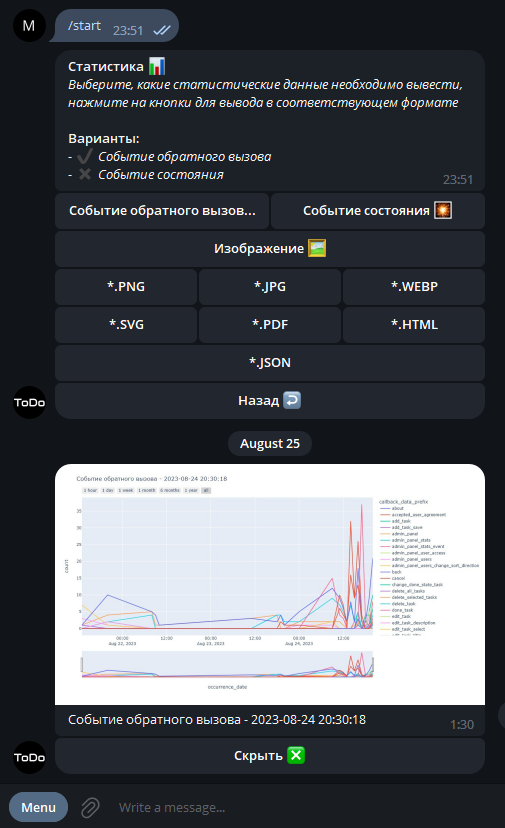 M
/start
23:51
Статистика
Выберите, какие статистические данные необходимо вывести,
нажмите на кнопки для вывода в соответствующем формате
Варианты:
- Событие обратного вызова
- Событие состояния
23:51
Событие обратного вызов...
Событие состояния
Изображение
*.PNG
*.JPG
*.WEBP
*.SVG
*.PDF
*.HTML
*.JSON
Назад
ToDo
August 25
Событие обратного вызова - 2023-08-24 20:30:18
1 hour
1 day
1 week
1 month
6 months
1 year
all
callback_data_prefix
about
accepted_user_agreement
add_task
add_task_save
admin_panel
admin_panel_stats
admin_panel_stats_event
admin_panel_user_access
admin_panel_users
admin_panel_users_change_sort_direction
back
cancel
change_done_state_task
delete_all_tasks
delete_selected_tasks
delete_task
done_task
edit_task
edit_task_description
edit_task_select
count
35
30
25
20
15
10
5
0
00:00
Aug 22, 2023
12:00
00:00
Aug 23, 2023
12:00
00:00
Aug 24, 2023
12:00
occurrence_date
Событие обратного вызова - 2023-08-24 20:30:18
1:30
Скрыть
ToDo
Menu
Write a message...